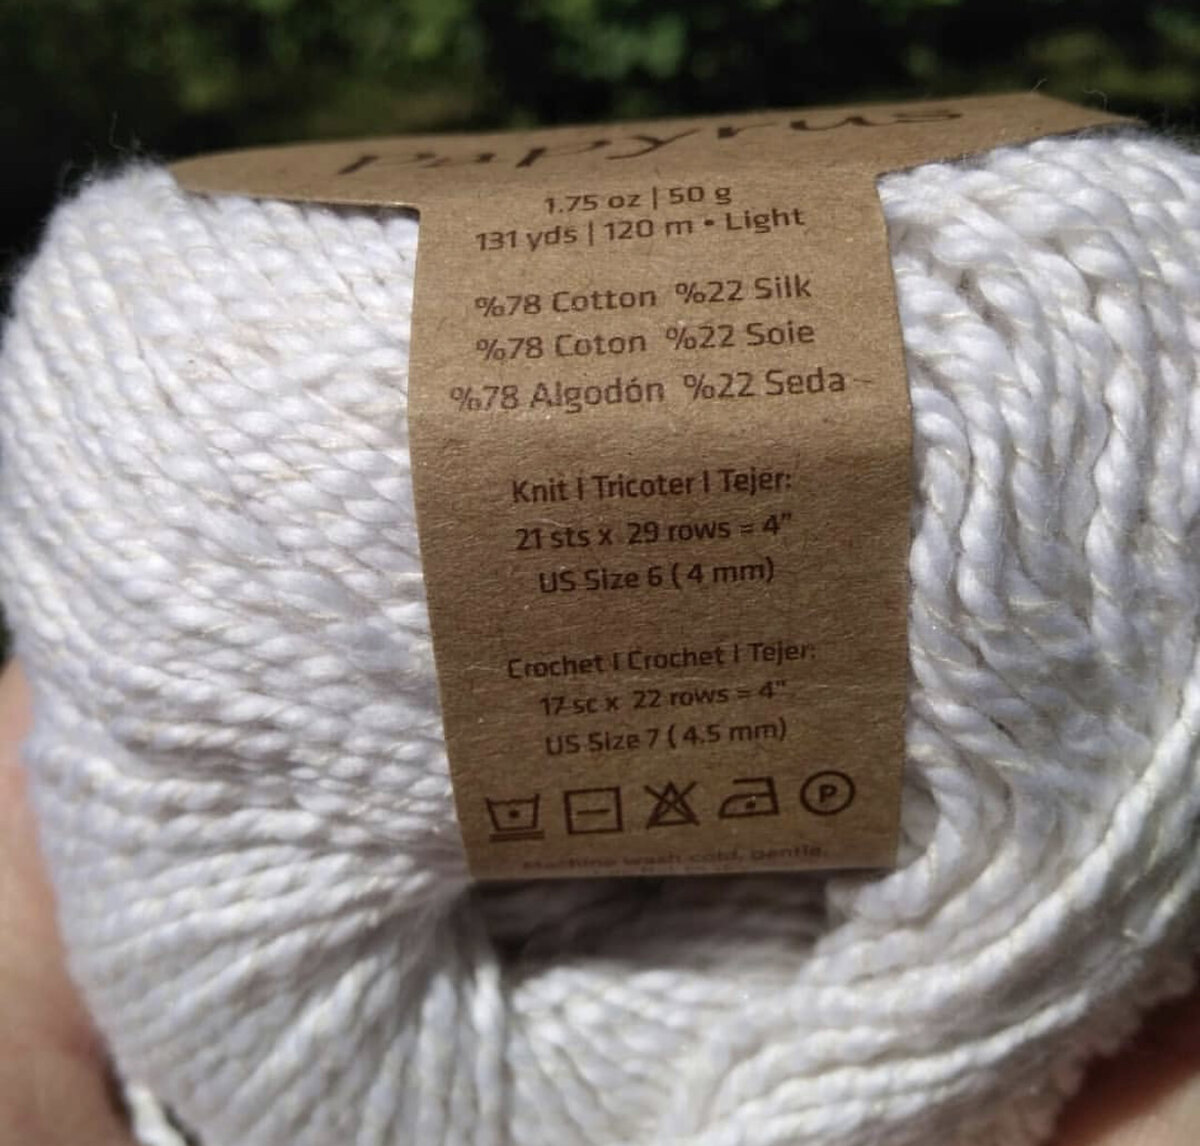 Papyrus
1.75 oz | 50 g
131 yds | 120 m • Light
%78 Cotton %22 Silk
%78 Coton %22 Soie
%78 Algodón %22 Seda
Knit I Tricoter I Tejer:
21 sts x 29 rows = 4"
US Size 6 ( 4 mm)
Crochet I Crochet I Tejer:
17 sc x 22 rows = 4"
US Size 7 ( 4.5 mm)
P
Machine wash cold, gentle.